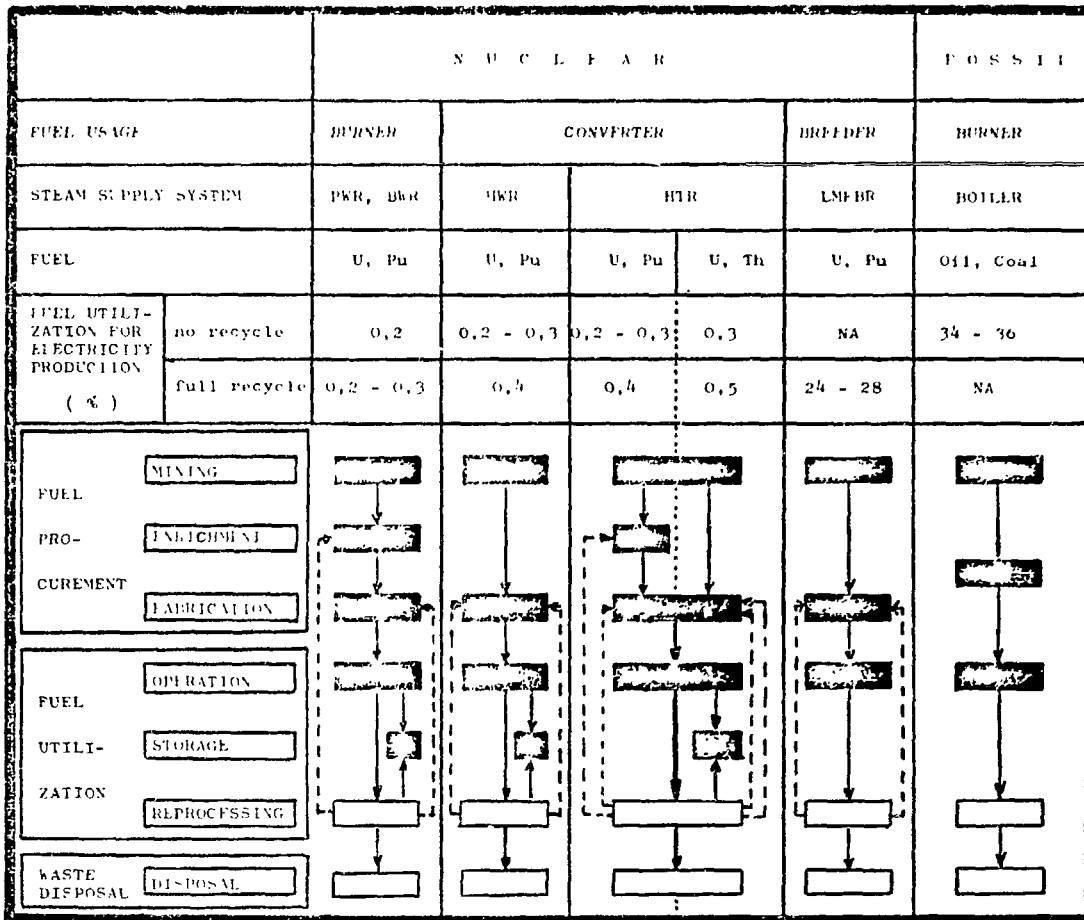 N U C L E A R
F O S S I
FUEL USAGE
BURNER
CONVERTER
BREEDER
BURNER
STEAM SUPPLY SYSTEM
PWR, BWR
HWR
HTR
LMFBR
BOILER
FUEL
U, Pu
U, Pu
U, Pu
U, Th
U, Pu
Oil, Coal
FUEL UTILI-
ZATION FOR
ELECTRICITY
PRODUCTION
( % )
no recycle
0,2
0,2 - 0,3
0,2 - 0,3
0,3
NA
34 - 36
full recycle
0,2 - 0,3
0,4
0,4
0,5
24 - 28
NA
FUEL
PRO-
CUREMENT
MINING
ENRICHMENT
FABRICATION
FUEL
UTILI-
ZATION
OPERATION
STORAGE
REPROCESSING
WASTE
DISPOSAL
DISPOSAL